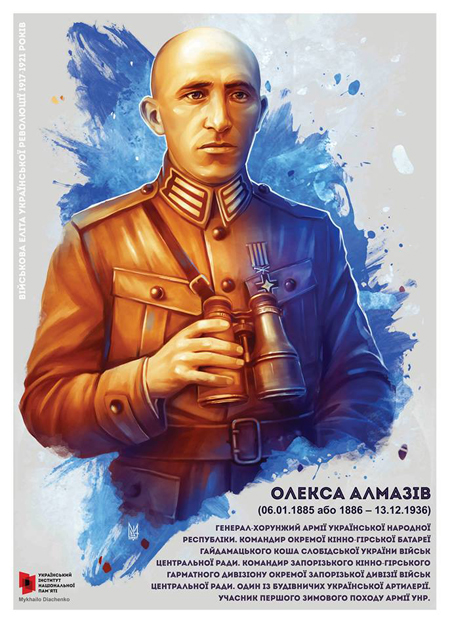 ВІЙСЬКОВА ЕЛІТА УКРАЇНСЬКОЇ РЕВОЛЮЦІЇ 1917-1921 РОКІВ
ОЛЕКСА АЛМАЗІВ
(06.01.1885 або 1886 – 13.12.1936)
ГЕНЕРАЛ-ХОРУНЖИЙ АРМІЇ УКРАЇНСЬКОЇ НАРОДНОЇ
РЕСПУБЛІКИ. КОМАНДИР ОКРЕМОЇ КІННО-ГІРСЬКОЇ БАТАРЕЇ
ГАЙДАМАЦЬКОГО КОША СЛОБІДСЬКОЇ УКРАЇНИ ВІЙСЬК
ЦЕНТРАЛЬНОЇ РАДИ. КОМАНДИР ЗАПОРІЗЬКОГО КІННО-ГІРСЬКОГО
ГАРМАТНОГО ДИВІЗІОНУ ОКРЕМОЇ ЗАПОРІЗЬКОЇ ДИВІЗІЇ ВІЙСЬК
ЦЕНТРАЛЬНОЇ РАДИ. ОДИН ІЗ БУДІВНИЧИХ УКРАЇНСЬКОЇ АРТИЛЕРІЇ.
УЧАСНИК ПЕРШОГО ЗИМОВОГО ПОХОДУ АРМІЇ УНР.
УКРАЇНСЬКИЙ
ІНСТИТУТ
НАЦІОНАЛЬНОЇ
ПАМ'ЯТІ
Mykhailo Diachenko